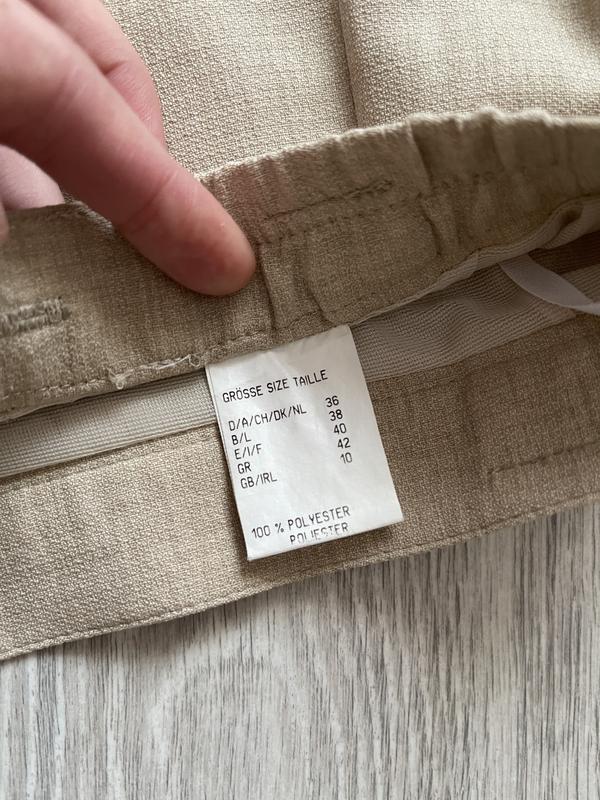 GRÖSSE SIZE TAILLE
D/A/CH/DK/NL 36
B/L 38
E/I/F 40
GR 42
GB/IRL 10
100 % POLYESTER
POLIESTER